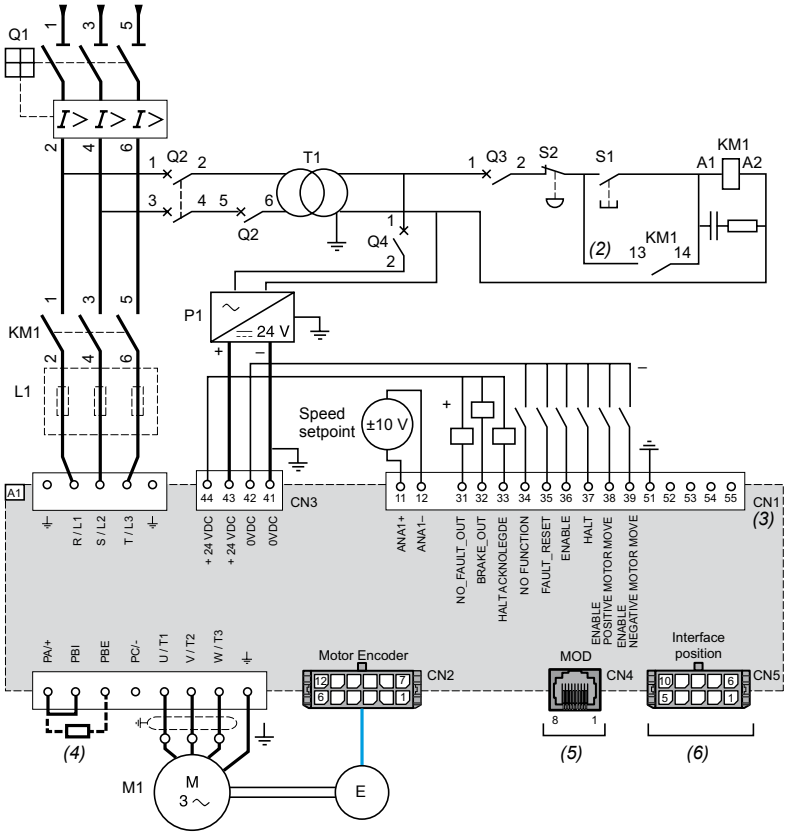 1 3 5
Q1
I> I> I>
2 4 6
1 Q2 2
T1
1 Q3 2
S2
S1
KM1
A1 A2
3 4 5 6
Q2
1
Q4
2
(2)
13 KM1 14
1 3 5
KM1
2 4 6
P1
24 V
+ –
L1
Speed
setpoint
±10 V
+
–
A1
44 43 42 41
CN3
11 12
31 32 33 34 35 36 37 38 39 51 52 53 54 55
CN1
(3)
R / L1
S / L2
T / L3
+ 24 VDC
+ 24 VDC
0VDC
0VDC
ANA1+
ANA1–
NO_FAULT_OUT
BRAKE_OUT
HALT ACKNOLEGDE
NO FUNCTION
FAULT_RESET
ENABLE
HALT
ENABLE
POSITIVE MOTOR MOVE
ENABLE
NEGATIVE MOTOR MOVE
PA/+
PBI
PBE
PC/-
U / T1
V / T2
W / T3
Motor Encoder
12 7
6 1
CN2
MOD
CN4
8 1
Interface
position
10 6
5 1
CN5
(4)
(5)
(6)
M1
M
3
E